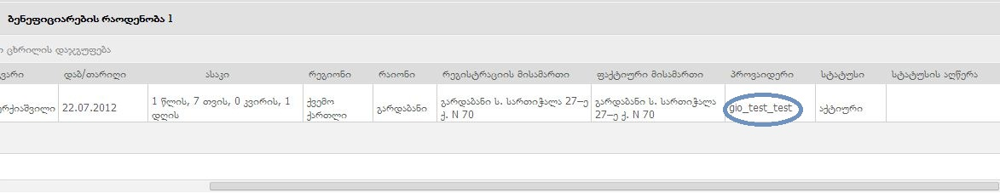 ბენეფიციარების რაოდენობა 1
ცხრილის დაჯგუფება
დაბ/თარიღი ასაკი რეგიონი რაიონი რეგისტრაციის მისამართი ფაქტიური მისამართი პროვაიდერი სტატუსი სტატუსის აღწერა
22.07.2012
1 წლის, 7 თვის, 0 კვირის, 1
დღის
ქვემო
ქართლი
გარდაბანი
გარდაბანი ს. სართიჭალა 27–ე
ქ. N 70
გარდაბანი ს. სართიჭალა
27–ე ქ. N 70
gio_test_test
აქტიური